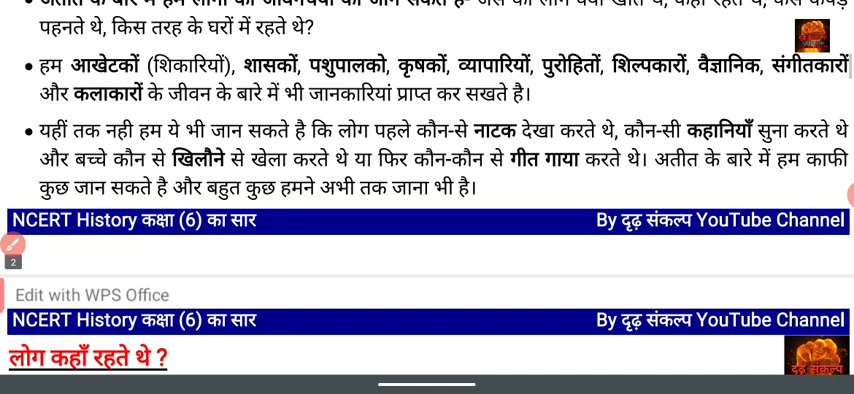 पहनते थे, किस तरह के घरों में रहते थे?
• हम आखेटकों (शिकारियों), शासकों, पशुपालको, कृषकों, व्यापारियों, पुरोहितों, शिल्पकारों, वैज्ञानिक, संगीतकारों
और कलाकारों के जीवन के बारे में भी जानकारियां प्राप्त कर सखते है।
• यहीं तक नही हम ये भी जान सकते है कि लोग पहले कौन-से नाटक देखा करते थे, कौन-सी कहानियाँ सुना करते थे
और बच्चे कौन से खिलौने से खेला करते थे या फिर कौन-कौन से गीत गाया करते थे। अतीत के बारे में हम काफी
कुछ जान सकते है और बहुत कुछ हमने अभी तक जाना भी है।
NCERT History कक्षा (6) का सार By दृढ़ संकल्प YouTube Channel
2
Edit with WPS Office
NCERT History कक्षा (6) का सार By दृढ़ संकल्प YouTube Channel
लोग कहाँ रहते थे ?
दृढ़ संकल्प